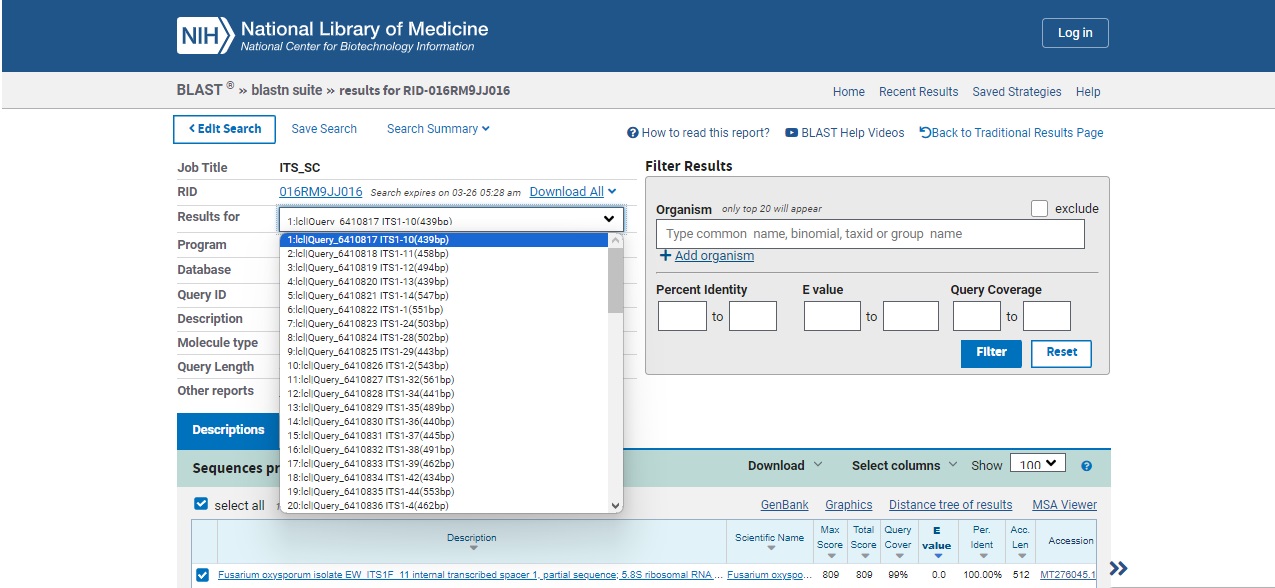 NIH National Library of Medicine
National Center for Biotechnology Information
Log in
BLAST ® » blastn suite » results for RID-016RM9JJ016
Home Recent Results Saved Strategies Help
< Edit Search Save Search Search Summary
How to read this report? BLAST Help Videos Back to Traditional Results Page
Job Title ITS_SC
RID 016RM9JJ016 Search expires on 03-26 05:28 am Download All
Results for 1:lcl|Query_6410817 ITS1-10(439bp)
Program
Database
Query ID
Description
Molecule type
Query Length
Other reports
1:lcl|Query_6410817 ITS1-10(439bp)
2:lcl|Query_6410818 ITS1-11(458bp)
3:lcl|Query_6410819 ITS1-12(494bp)
4:lcl|Query_6410820 ITS1-13(439bp)
5:lcl|Query_6410821 ITS1-14(547bp)
6:lcl|Query_6410822 ITS1-1(551bp)
7:lcl|Query_6410823 ITS1-24(503bp)
8:lcl|Query_6410824 ITS1-28(502bp)
9:lcl|Query_6410825 ITS1-29(443bp)
10:lcl|Query_6410826 ITS1-2(543bp)
11:lcl|Query_6410827 ITS1-32(561bp)
12:lcl|Query_6410828 ITS1-34(441bp)
13:lcl|Query_6410829 ITS1-35(489bp)
14:lcl|Query_6410830 ITS1-36(440bp)
15:lcl|Query_6410831 ITS1-37(445bp)
16:lcl|Query_6410832 ITS1-38(491bp)
17:lcl|Query_6410833 ITS1-39(462bp)
18:lcl|Query_6410834 ITS1-42(434bp)
19:lcl|Query_6410835 ITS1-44(553bp)
20:lcl|Query_6410836 ITS1-4(462bp)
Filter Results
Organism only top 20 will appear exclude
Type common name, binomial, taxid or group name
+ Add organism
Percent Identity E value Query Coverage
to to to
Filter Reset
Descriptions
Sequences pr Download Select columns Show 100
select all GenBank Graphics Distance tree of results MSA Viewer
Description Scientific Name Max Score Total Score Query Cover E value Per. Ident Acc. Len Accession
Fusarium oxysporum isolate EW_ITS1F_11 internal transcribed spacer 1, partial sequence; 5.8S ribosomal RNA ... Fusarium oxyspo... 809 809 99% 0.0 100.00% 512 MT276045.1